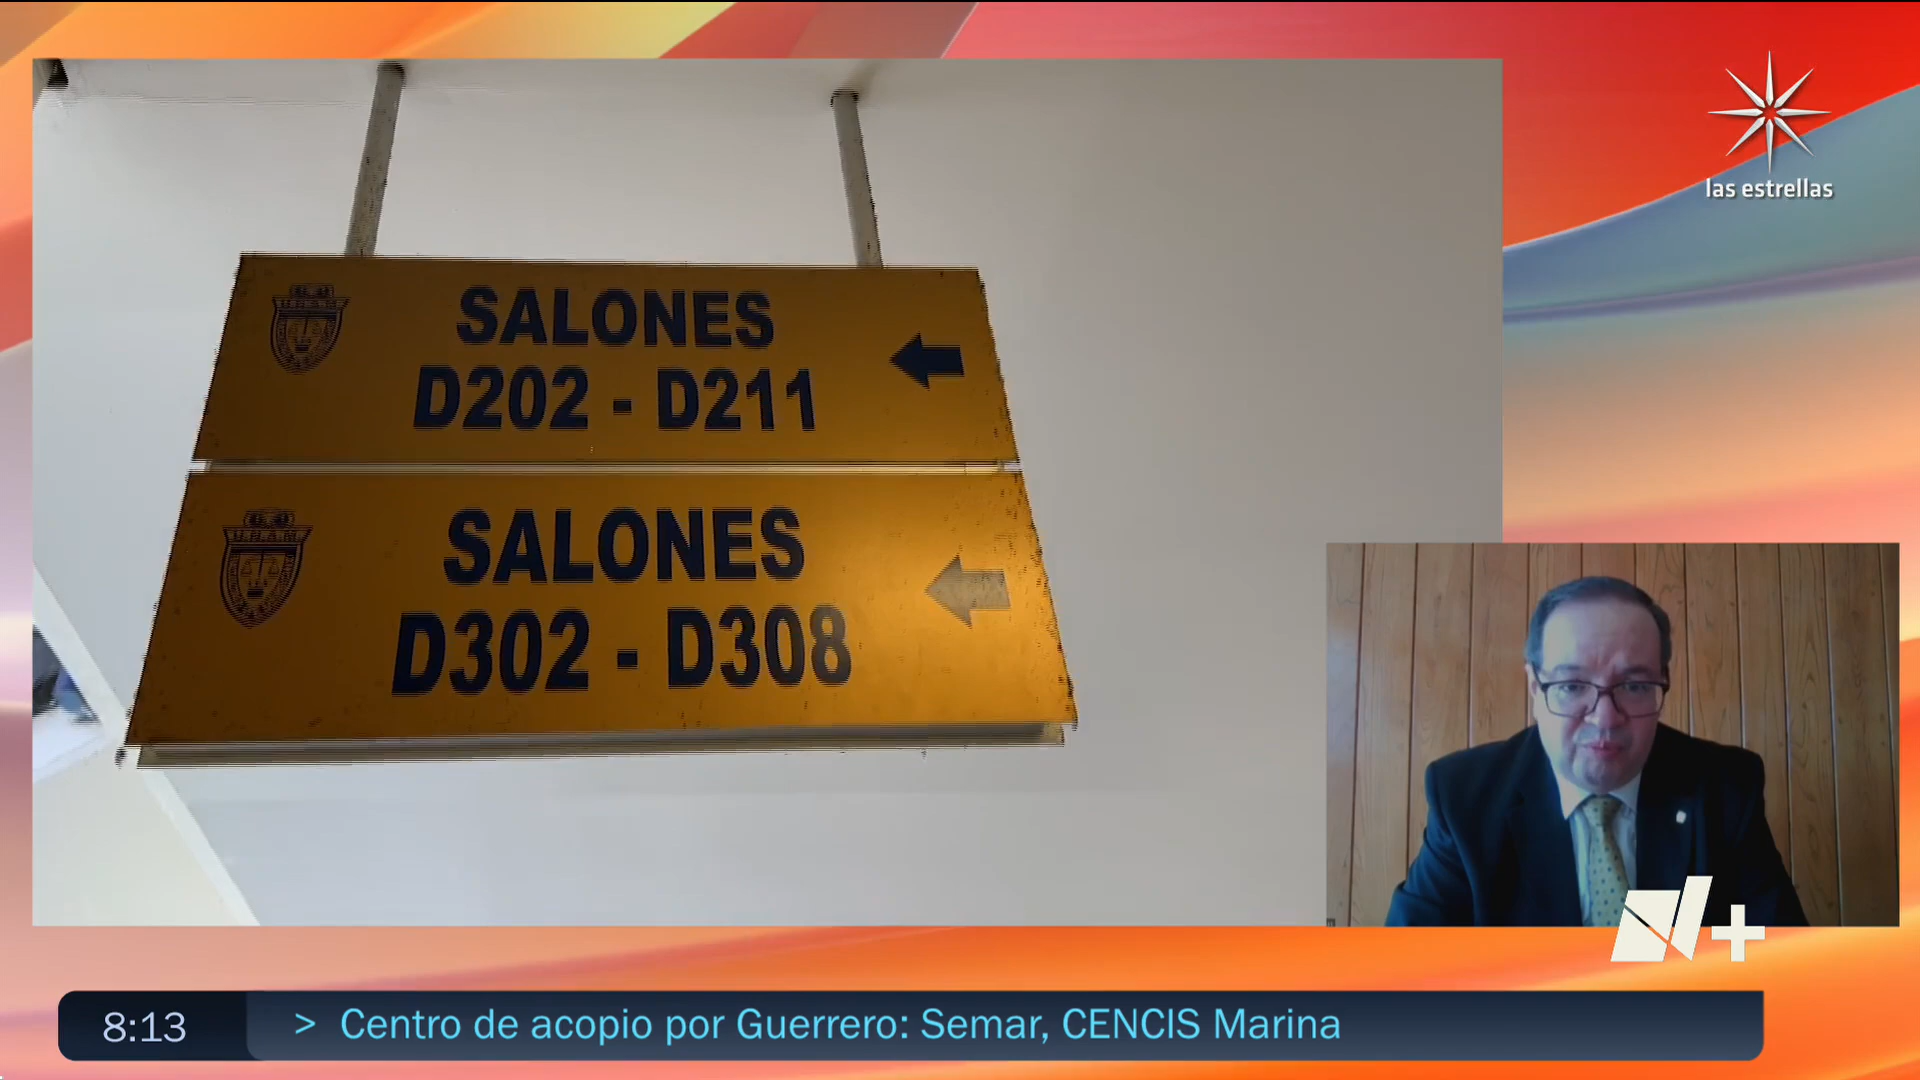 las estrellas
U.N.A.M.
SALONES
D202 - D211
U.N.A.M.
SALONES
D302 - D308
N+
8:13
> Centro de acopio por Guerrero: Semar, CENCIS Marina